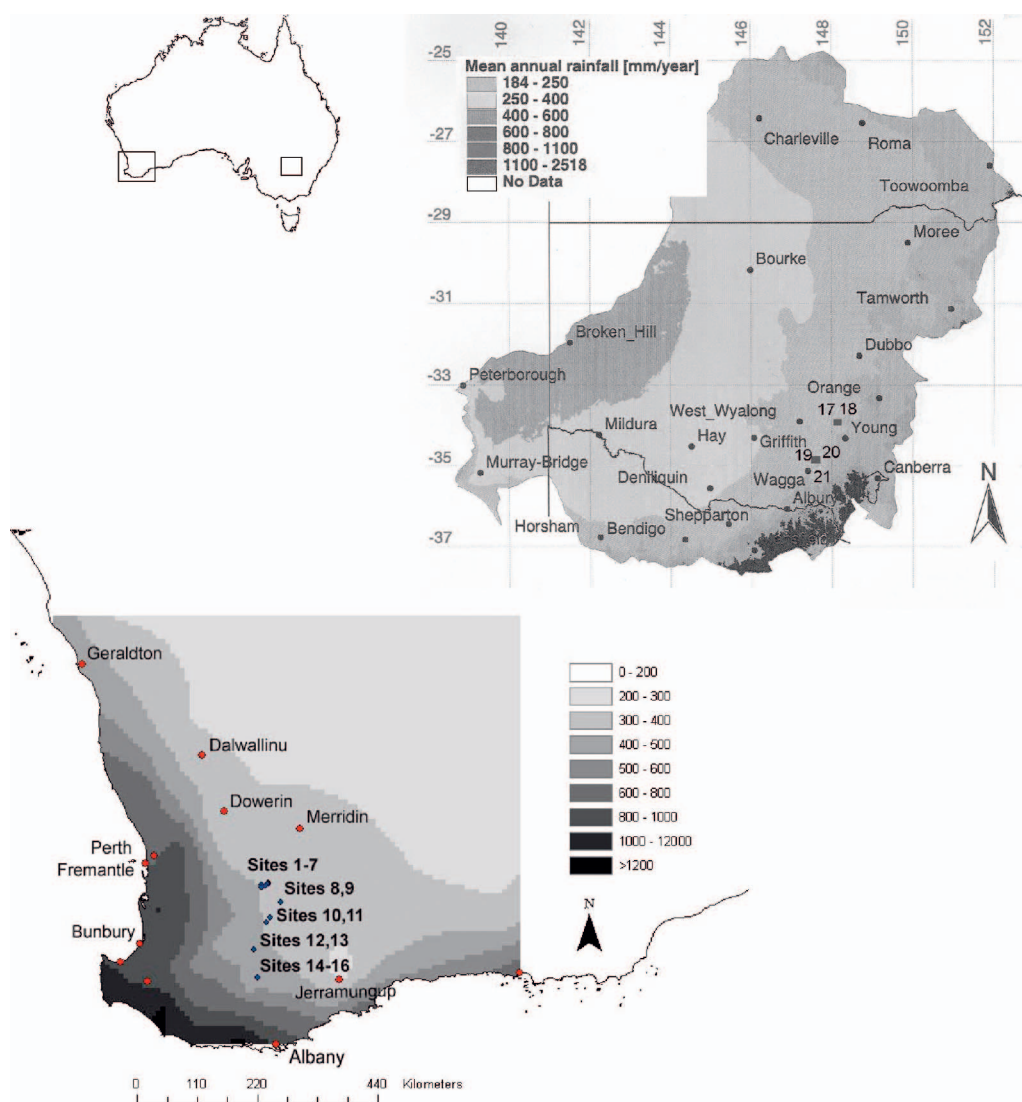 140
142
144
146
148
150
152
-25
-27
-29
-31
-33
-35
-37
Mean annual rainfall [mm/year]
184 - 250
250 - 400
400 - 600
600 - 800
800 - 1100
1100 - 2518
No Data
Charleville
Roma
Toowoomba
Moree
Bourke
Tamworth
Broken_Hill
Dubbo
Peterborough
Orange
West_Wyalong
17 18
Mildura
Hay
Griffith
Young
19
20
Murray-Bridge
Deniliquin
Wagga
21
Canberra
Albury
Shepparton
Horsham
Bendigo
N
Geraldton
Dalwallinu
Dowerin
Merridin
Perth
Fremantle
Sites 1-7
Sites 8,9
Sites 10,11
Bunbury
Sites 12,13
Sites 14-16
Jerramungup
Albany
0 - 200
200 - 300
300 - 400
400 - 500
500 - 600
600 - 800
800 - 1000
1000 - 12000
>1200
N
0 110 220 440 Kilometers